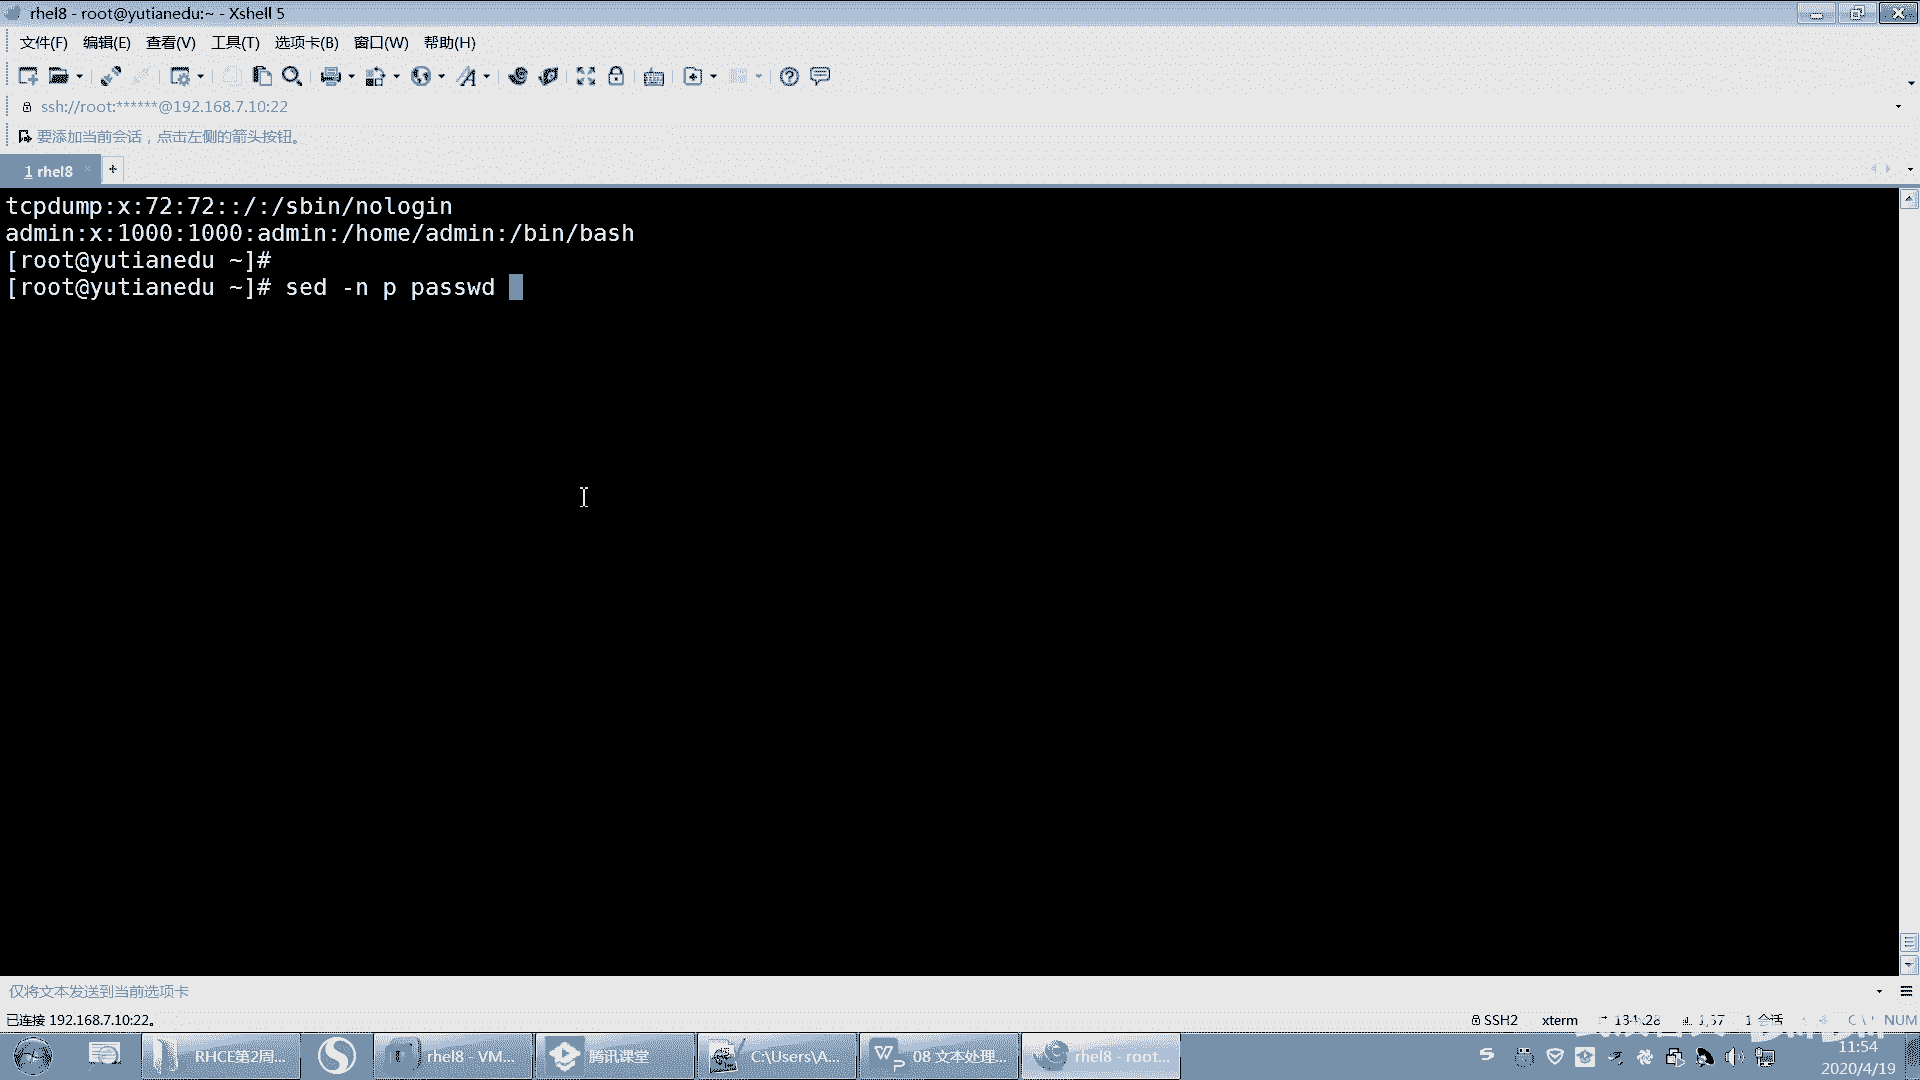 rhel8 - root@yutianedu:~ - Xshell 5
文件(F) 编辑(E) 查看(V) 工具(T) 选项卡(B) 窗口(W) 帮助(H)
ssh://root:******@192.168.7.10:22
要添加当前会话，点击左侧的箭头按钮。
1 rhel8
tcpdump:x:72:72::/:/sbin/nologin
admin:x:1000:1000:admin:/home/admin:/bin/bash
[root@yutianedu ~]#
[root@yutianedu ~]# sed -n p passwd
仅将文本发送到当前选项卡
已连接 192.168.7.10:22。
SSH2 xterm 134x28 1 会话 NUM
RHCE第2周... rhel8 - VM... 腾讯课堂 C:\Users\A... 08 文本处理... rhel8 - root...
11:54
2020/4/19